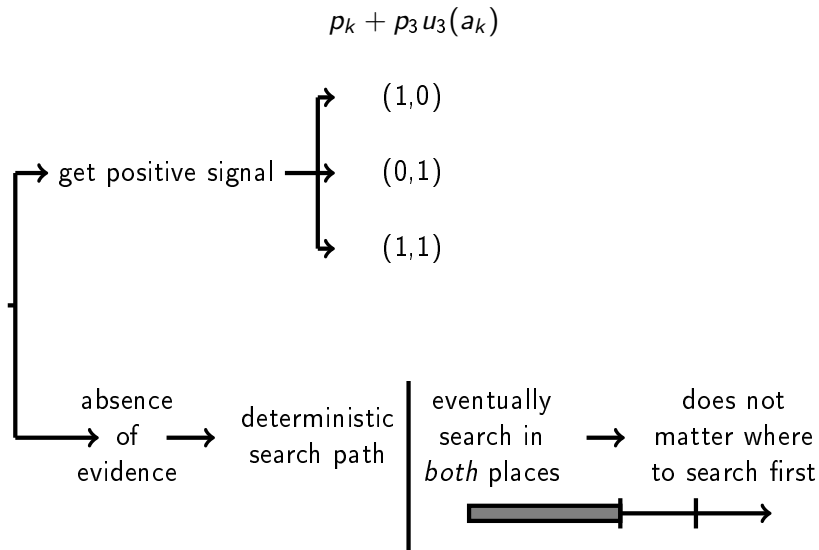 p_k + p_3 u_3(a_k)
(1,0)
get positive signal
(0,1)
(1,1)
absence
of
evidence
deterministic
search path
eventually
search in
both places
does not
matter where
to search first